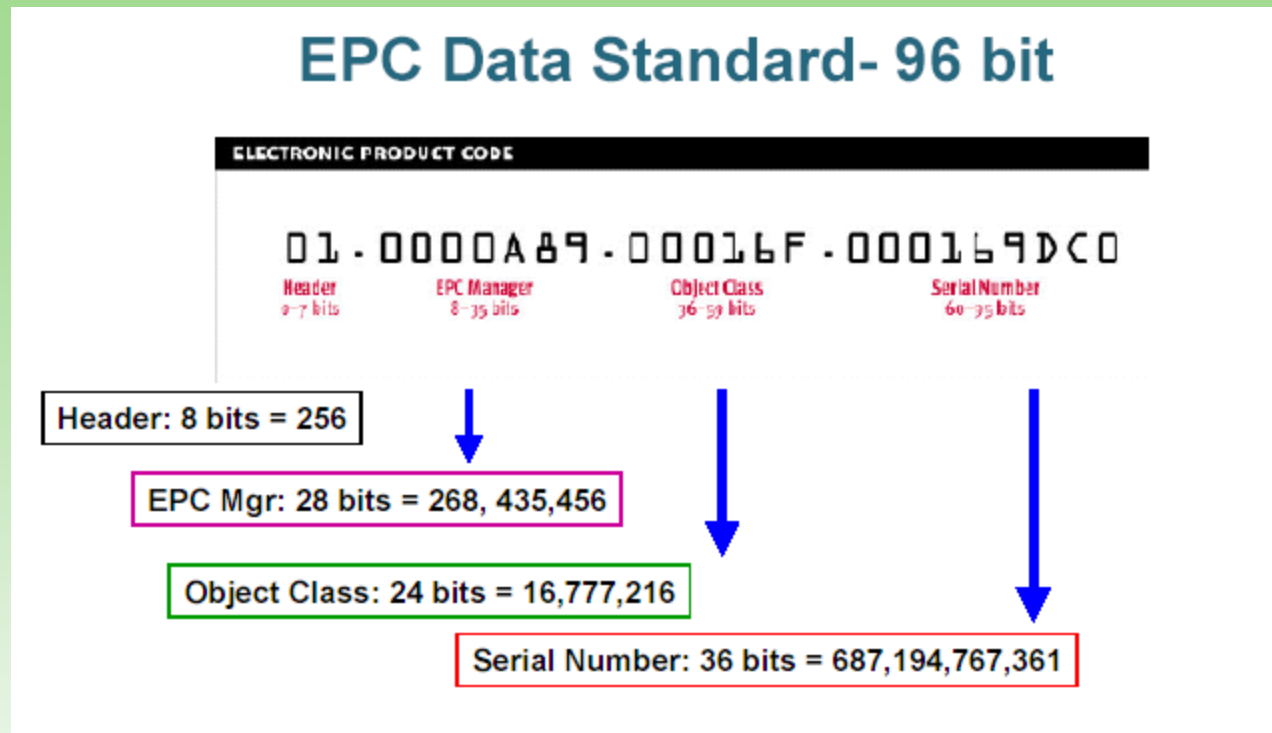 EPC Data Standard- 96 bit
ELECTRONIC PRODUCT CODE
01.0000A89.00016F.000169DC0
Header EPC Manager Object Class Serial Number
0-7 bits 8-35 bits 36-59 bits 60-95 bits
Header: 8 bits = 256
EPC Mgr: 28 bits = 268, 435,456
Object Class: 24 bits = 16,777,216
Serial Number: 36 bits = 687,194,767,361